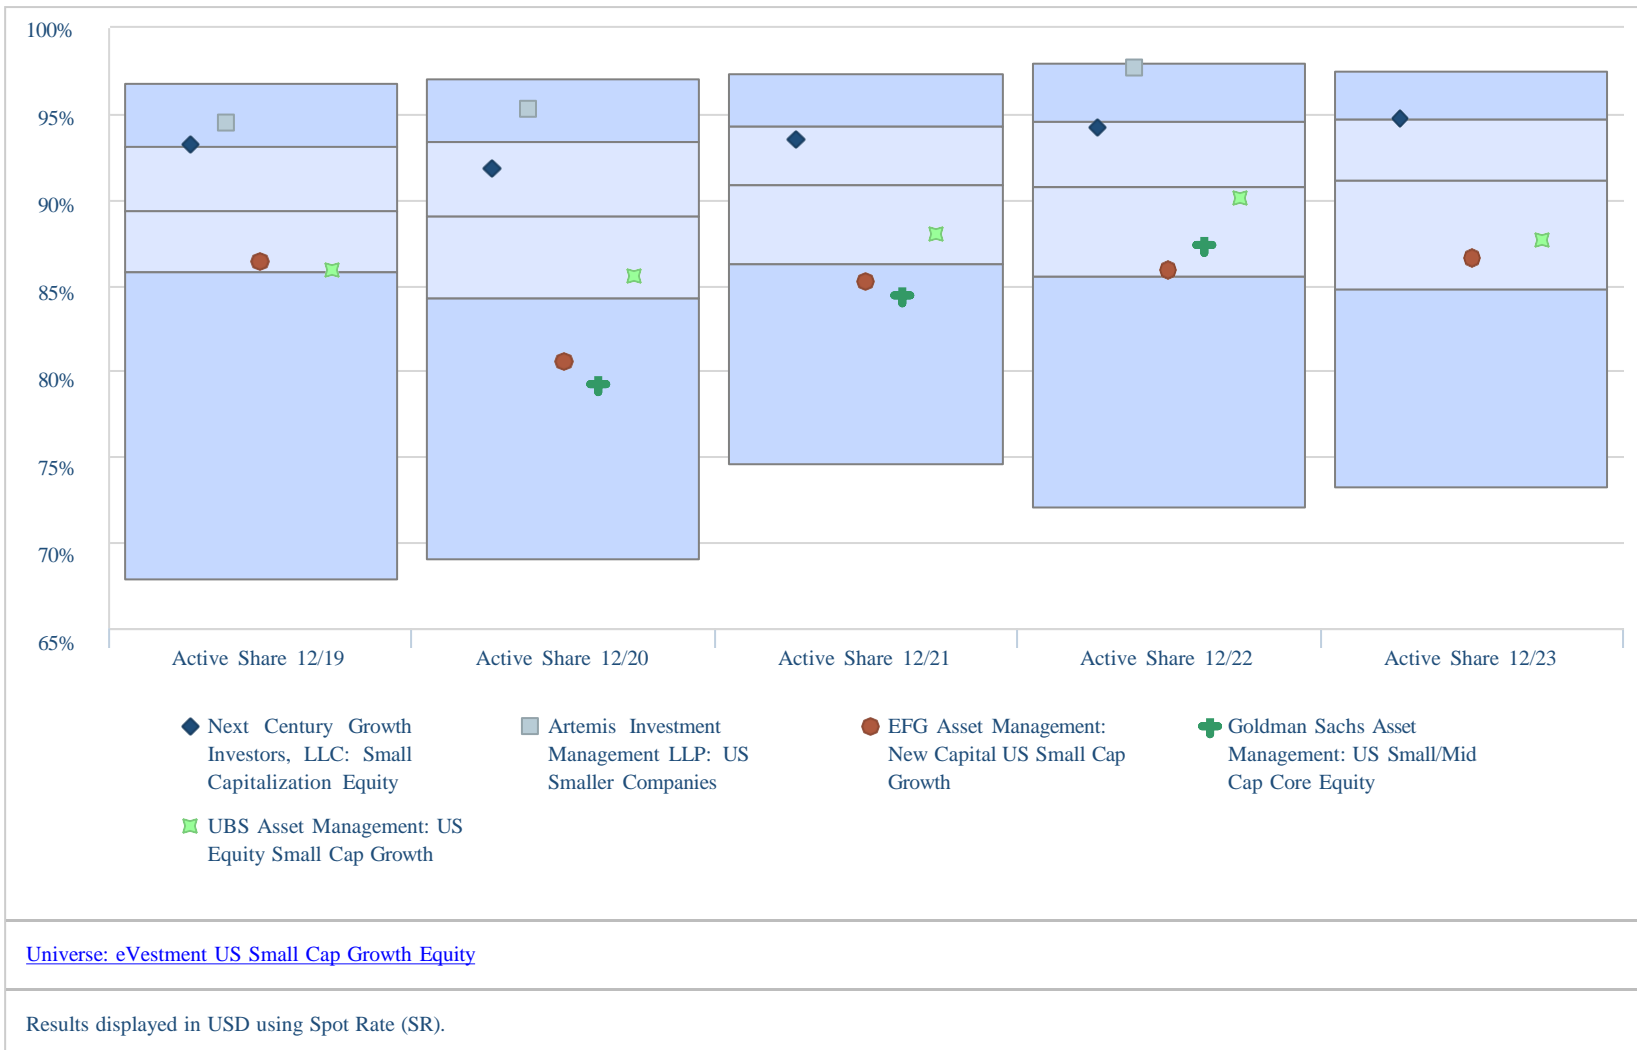 100%
95%
90%
85%
80%
75%
70%
65%
Active Share 12/19
Active Share 12/20
Active Share 12/21
Active Share 12/22
Active Share 12/23
Next Century Growth
Investors, LLC: Small
Capitalization Equity
Artemis Investment
Management LLP: US
Smaller Companies
EFG Asset Management:
New Capital US Small Cap
Growth
Goldman Sachs Asset
Management: US Small/Mid
Cap Core Equity
UBS Asset Management: US
Equity Small Cap Growth
Universe: eVestment US Small Cap Growth Equity
Results displayed in USD using Spot Rate (SR).